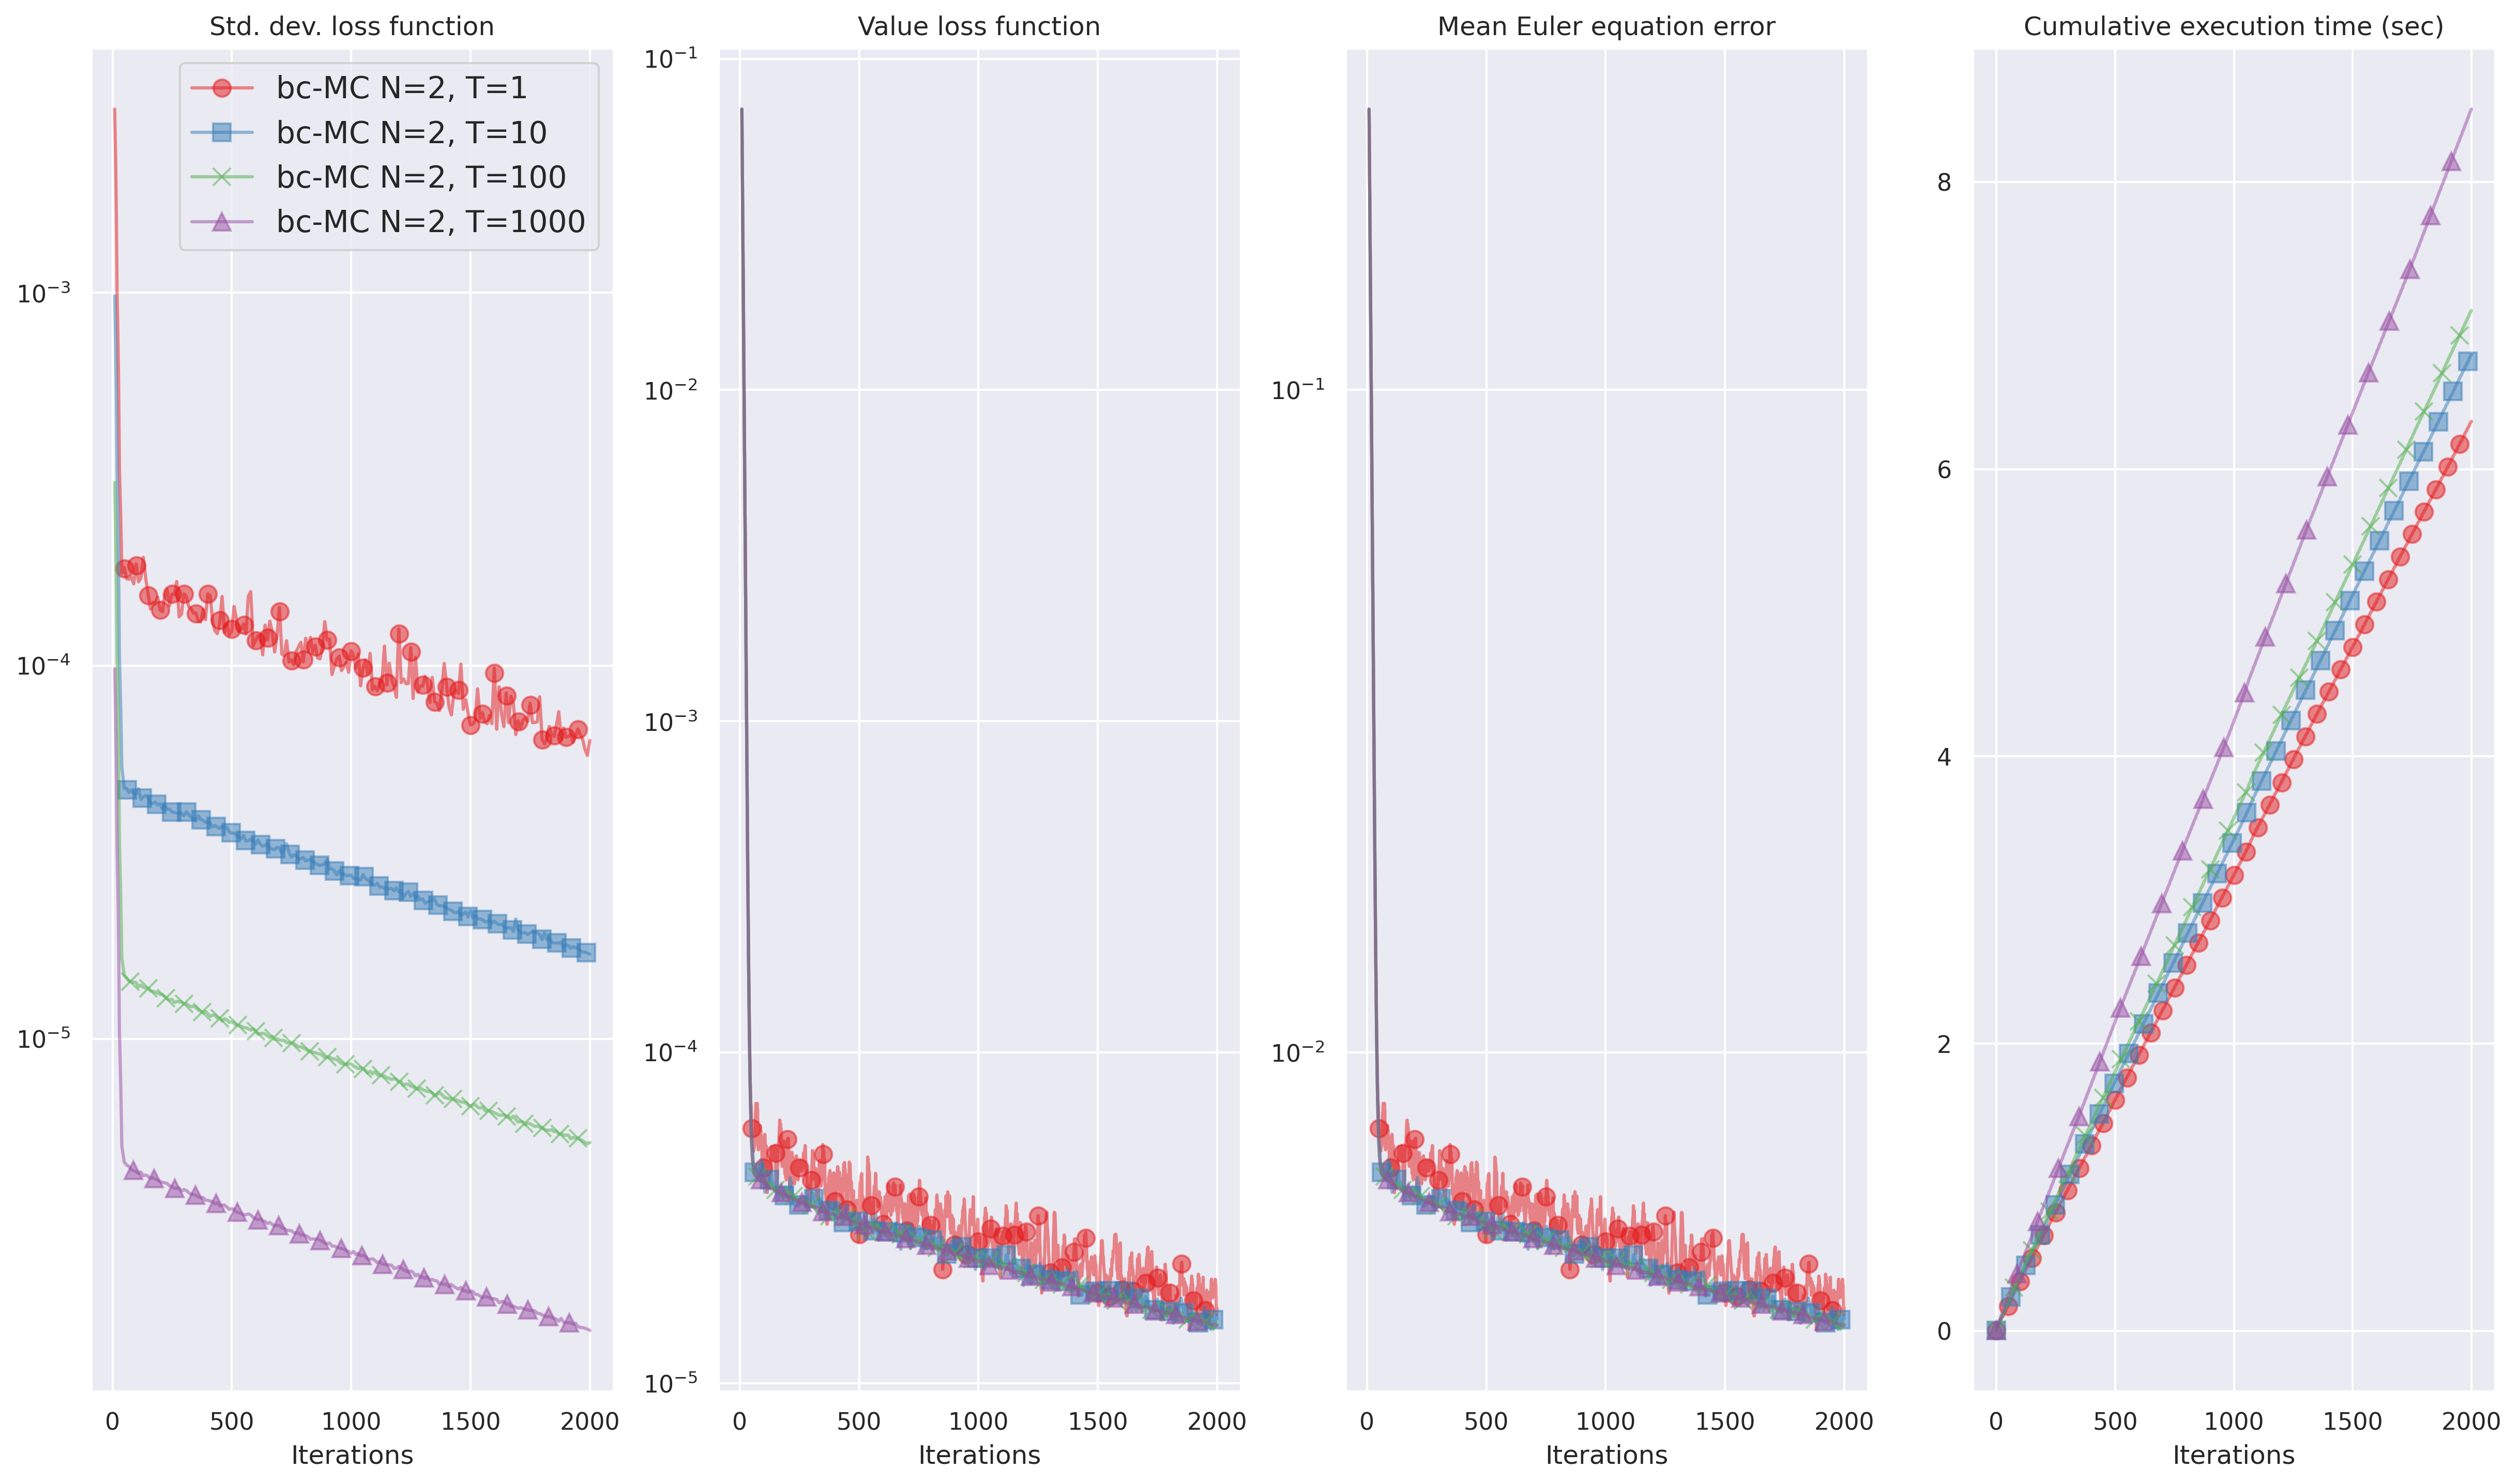 Std. dev. loss function
bc-MC N=2, T=1
bc-MC N=2, T=10
bc-MC N=2, T=100
bc-MC N=2, T=1000
10⁻³
10⁻⁴
10⁻⁵
0 500 1000 1500 2000
Iterations
Value loss function
10⁻¹
10⁻²
10⁻³
10⁻⁴
10⁻⁵
0 500 1000 1500 2000
Iterations
Mean Euler equation error
10⁻¹
10⁻²
0 500 1000 1500 2000
Iterations
Cumulative execution time (sec)
8
6
4
2
0
0 500 1000 1500 2000
Iterations